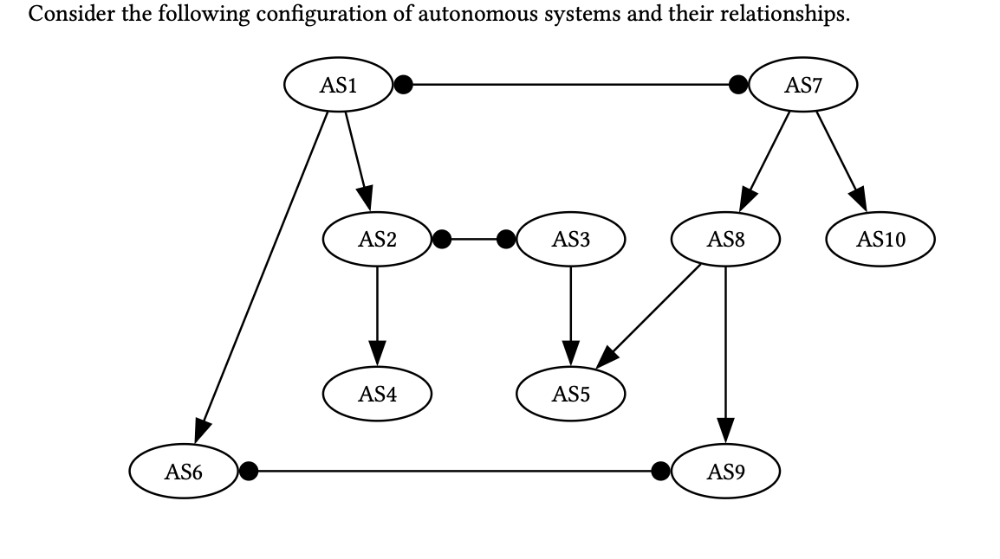 Consider the following configuration of autonomous systems and their relationships.
AS1
AS7
AS2
AS3
AS8
AS10
AS4
AS5
AS6
AS9